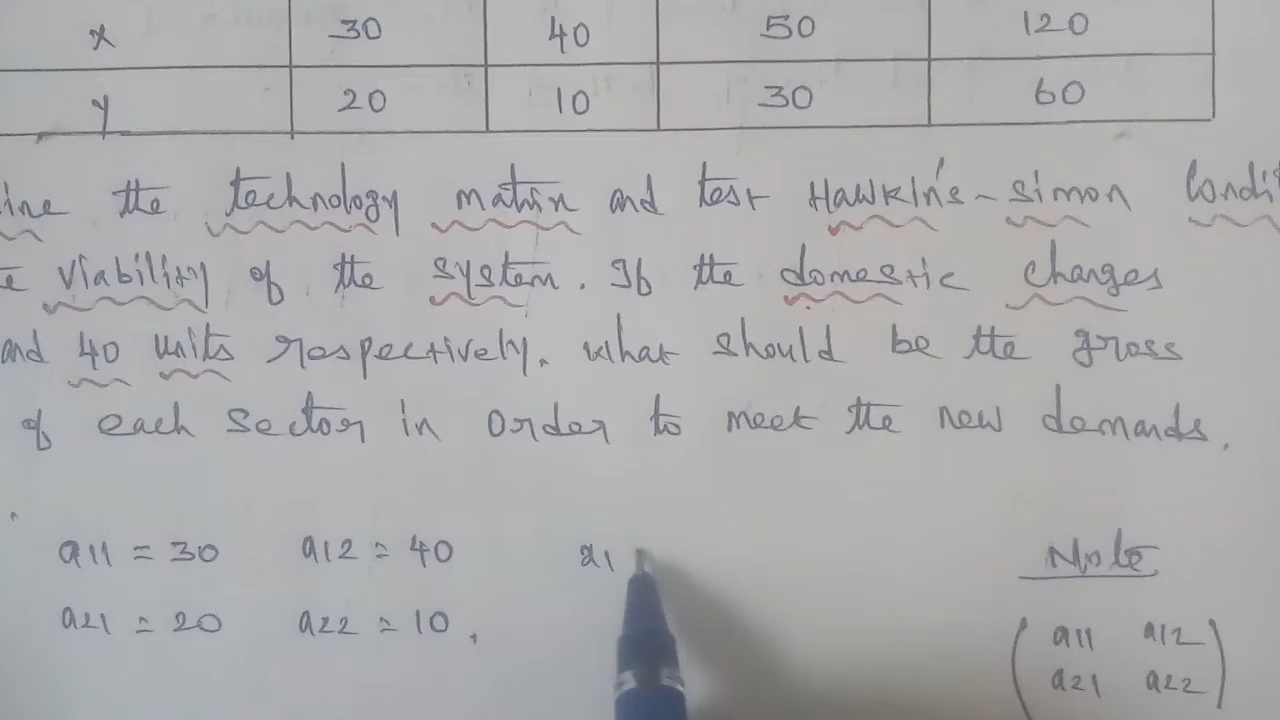 x 30 40 50 120
y 20 10 30 60
ine the technology matrix and test Hawkin's - Simon Condi
e viability of the system. If the domestic changes
and 40 units respectively. What should be the gross
of each sector in order to meet the new demands.
a11 = 30 a12 = 40 x1 Note
a21 = 20 a22 = 10, a11 a12
a21 a22